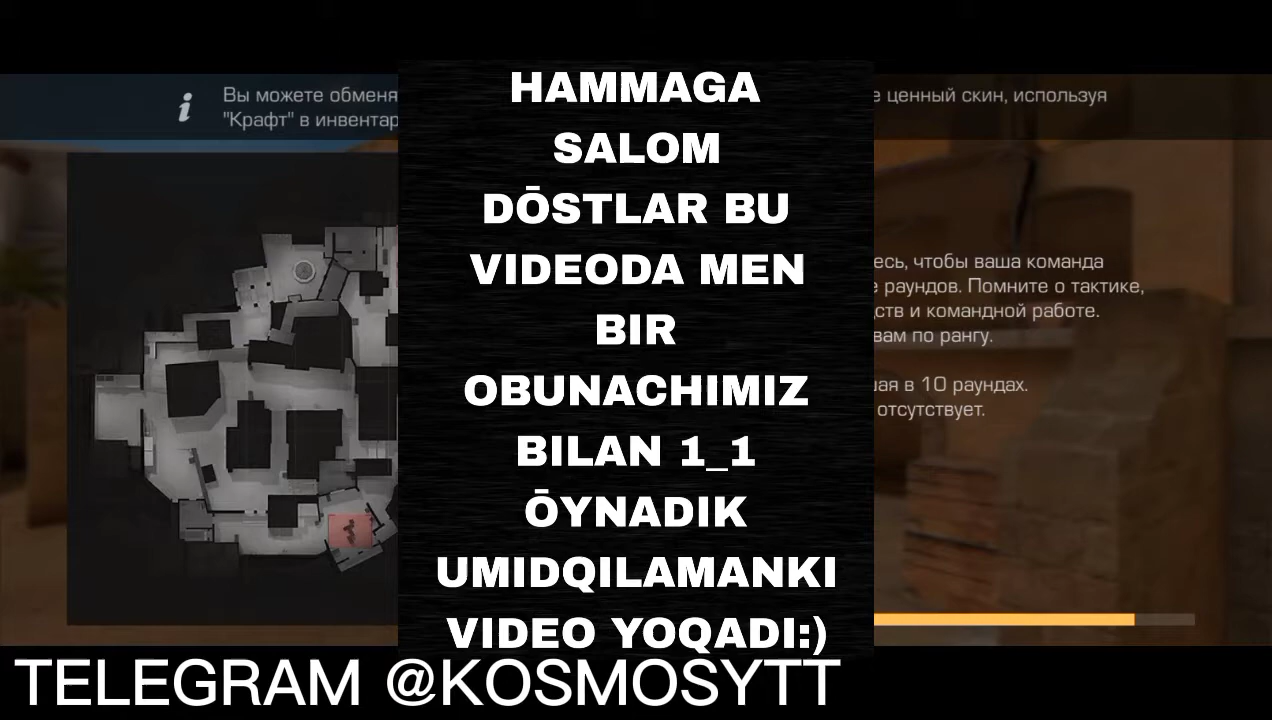 Вы можете обменя
"Крафт" в инвентар
ценный скин, используя
HAMMAGA
SALOM
DŌSTLAR BU
VIDEODA MEN
BIR
OBUNACHIMIZ
BILAN 1_1
ŌYNADIK
UMIDQILAMANKI
VIDEO YOQADI:)
есь, чтобы ваша команда
е раундов. Помните о тактике,
дств и командной работе.
вам по рангу.
в 10 раундах.
отсутствует.
TELEGRAM @KOSMOSYTT